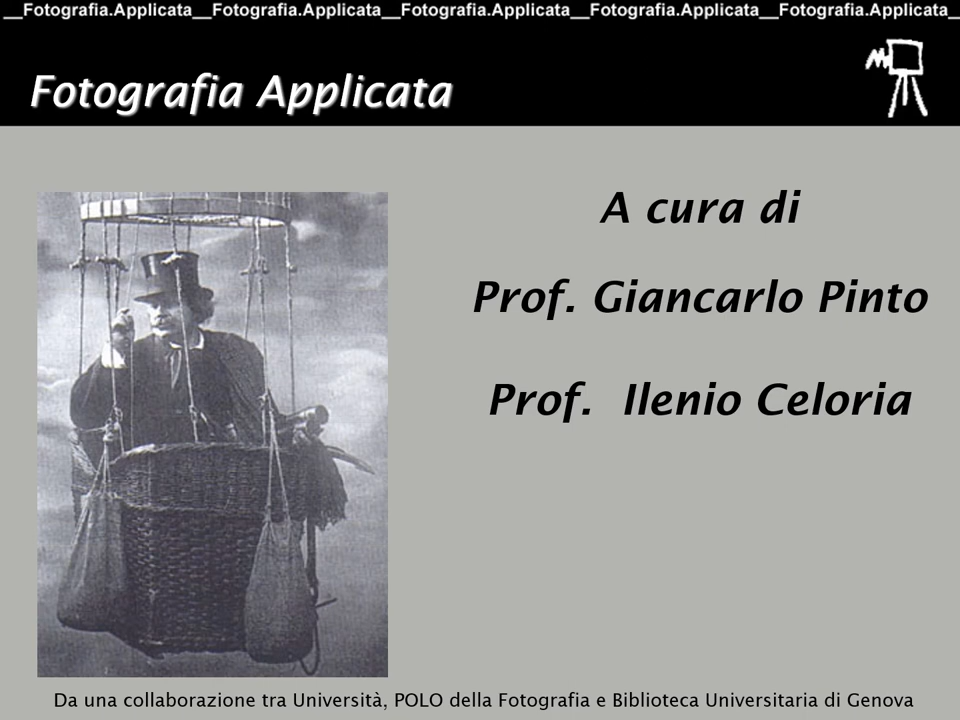 __Fotografia.Applicata__Fotografia.Applicata__Fotografia.Applicata__Fotografia.Applicata__Fotografia.Applicata_
Fotografia Applicata
A cura di
Prof. Giancarlo Pinto
Prof. Ilenio Celoria
Da una collaborazione tra Università, POLO della Fotografia e Biblioteca Universitaria di Genova